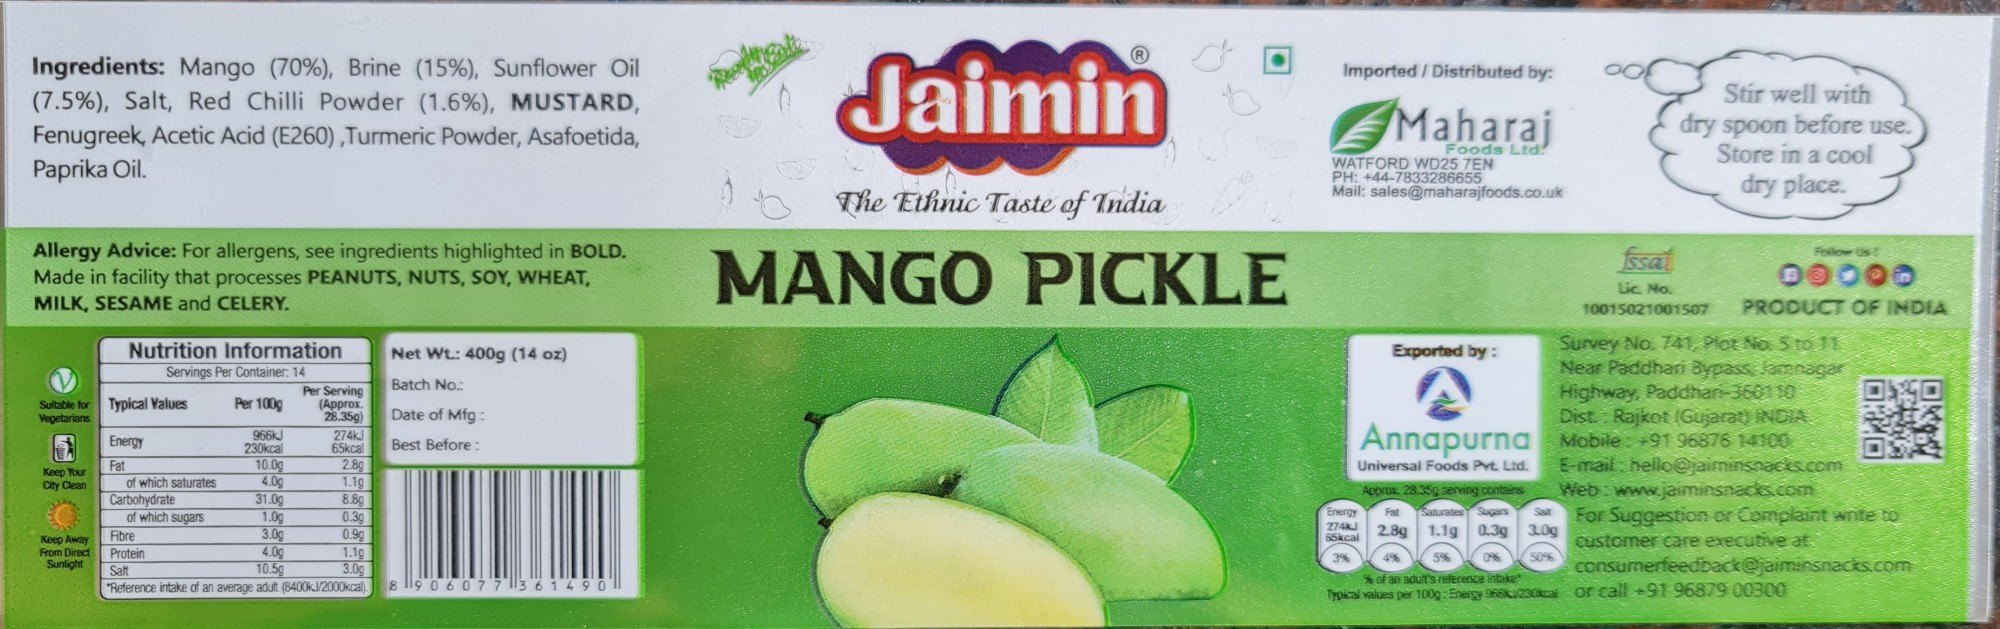 Ingredients: Mango (70%), Brine (15%), Sunflower Oil
(7.5%), Salt, Red Chilli Powder (1.6%), MUSTARD,
Fenugreek, Acetic Acid (E260) ,Turmeric Powder, Asafoetida,
Paprika Oil.
Allergy Advice: For allergens, see ingredients highlighted in BOLD.
Made in facility that processes PEANUTS, NUTS, SOY, WHEAT,
MILK, SESAME and CELERY.
Suitable for
Vegetarians
Keep Your
City Clean
Keep Away
From Direct
Sunlight
Nutrition Information
Servings Per Container: 14
Typical Values Per 100g Per Serving (Approx. 28.35g)
Energy 966kJ 274kJ
230kcal 65kcal
Fat 10.0g 2.8g
of which saturates 4.0g 1.1g
Carbohydrate 31.0g 8.8g
of which sugars 1.0g 0.3g
Fibre 3.0g 0.9g
Protein 4.0g 1.1g
Salt 10.5g 3.0g
*Reference intake of an average adult (8400kJ/2000kcal).
Net Wt.: 400g (14 oz)
Batch No.:
Date of Mfg :
Best Before :
8 906077 361490
Jaimin®
The Ethnic Taste of India
MANGO PICKLE
Imported / Distributed by:
Maharaj
Foods Ltd.
WATFORD WD25 7EN
PH: +44-7833286655
Mail: sales@maharajfoods.co.uk
Stir well with
dry spoon before use.
Store in a cool
dry place.
fssai
Lic. No.
10015021001507
Follow Us !
PRODUCT OF INDIA
Exported by :
Annapurna
Universal Foods Pvt. Ltd.
Survey No. 741, Plot No. 5 to 11
Near Paddhari Bypass, Jamnagar
Highway, Paddhari-360110
Dist. : Rajkot (Gujarat) INDIA
Mobile : +91 96876 14100
E-mail : hello@jaiminsnacks.com
Web : www.jaiminsnacks.com
For Suggestion or Complaint write to
customer care executive at
consumerfeedback@jaiminsnacks.com
or call +91 96879 00300
Approx. 28.35g serving contains
Energy Fat Saturates Sugars Salt
274kJ 2.8g 1.1g 0.3g 3.0g
65kcal
3% 4% 5% 0% 50%
% of an adult's reference intake*
Typical values per 100g : Energy 966kJ/230kcal